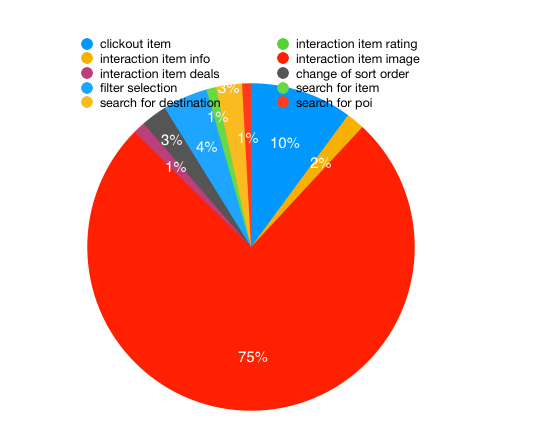 clickout item
interaction item info
interaction item deals
filter selection
search for destination
interaction item rating
interaction item image
change of sort order
search for item
search for poi
3%
1%
1%
10%
3%
4%
2%
1%
75%